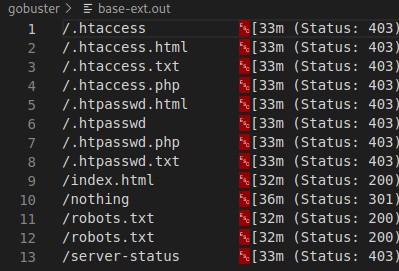 gobuster > base-ext.out
1 /.htaccess ␛[33m (Status: 403)
2 /.htaccess.html ␛[33m (Status: 403)
3 /.htaccess.txt ␛[33m (Status: 403)
4 /.htaccess.php ␛[33m (Status: 403)
5 /.htpasswd.html ␛[33m (Status: 403)
6 /.htpasswd ␛[33m (Status: 403)
7 /.htpasswd.php ␛[33m (Status: 403)
8 /.htpasswd.txt ␛[33m (Status: 403)
9 /index.html ␛[32m (Status: 200)
10 /nothing ␛[36m (Status: 301)
11 /robots.txt ␛[32m (Status: 200)
12 /robots.txt ␛[32m (Status: 200)
13 /server-status ␛[33m (Status: 403)